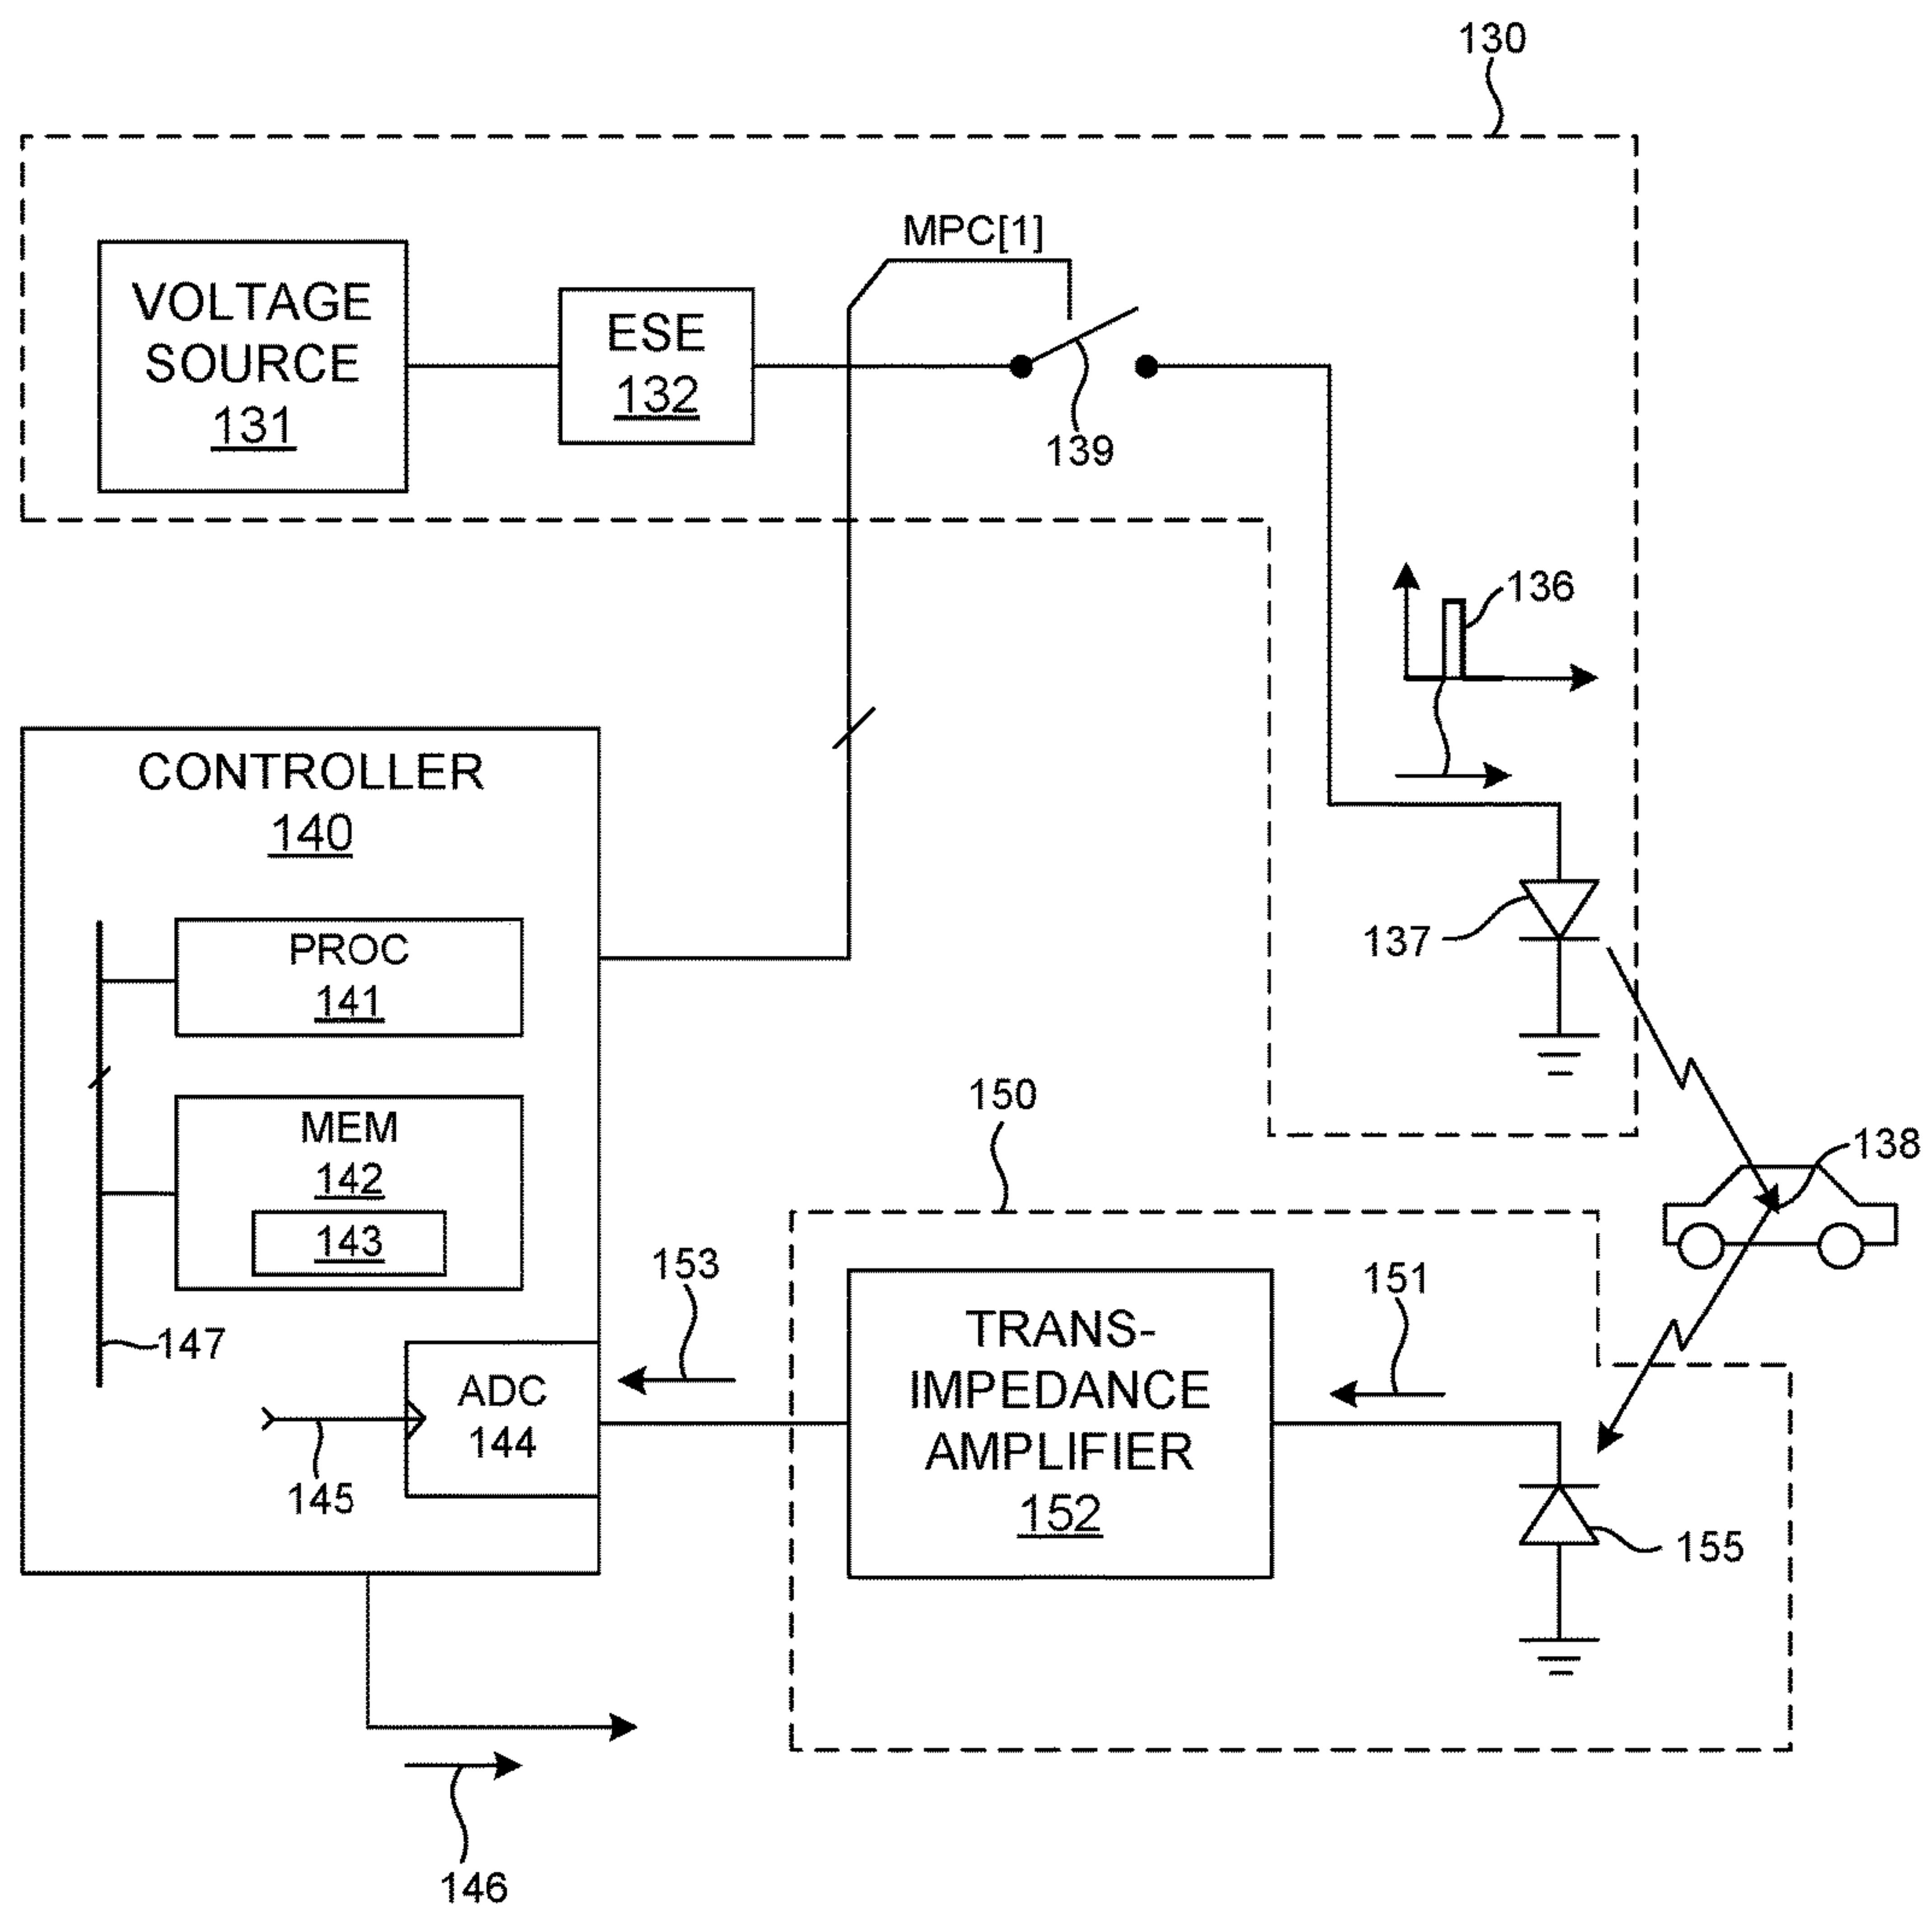 130
MPC[1]
VOLTAGE
SOURCE
131
ESE
132
139
136
CONTROLLER
140
137
PROC
141
150
138
MEM
142
143
153
151
147
TRANS-
IMPEDANCE
AMPLIFIER
152
ADC
144
145
155
146